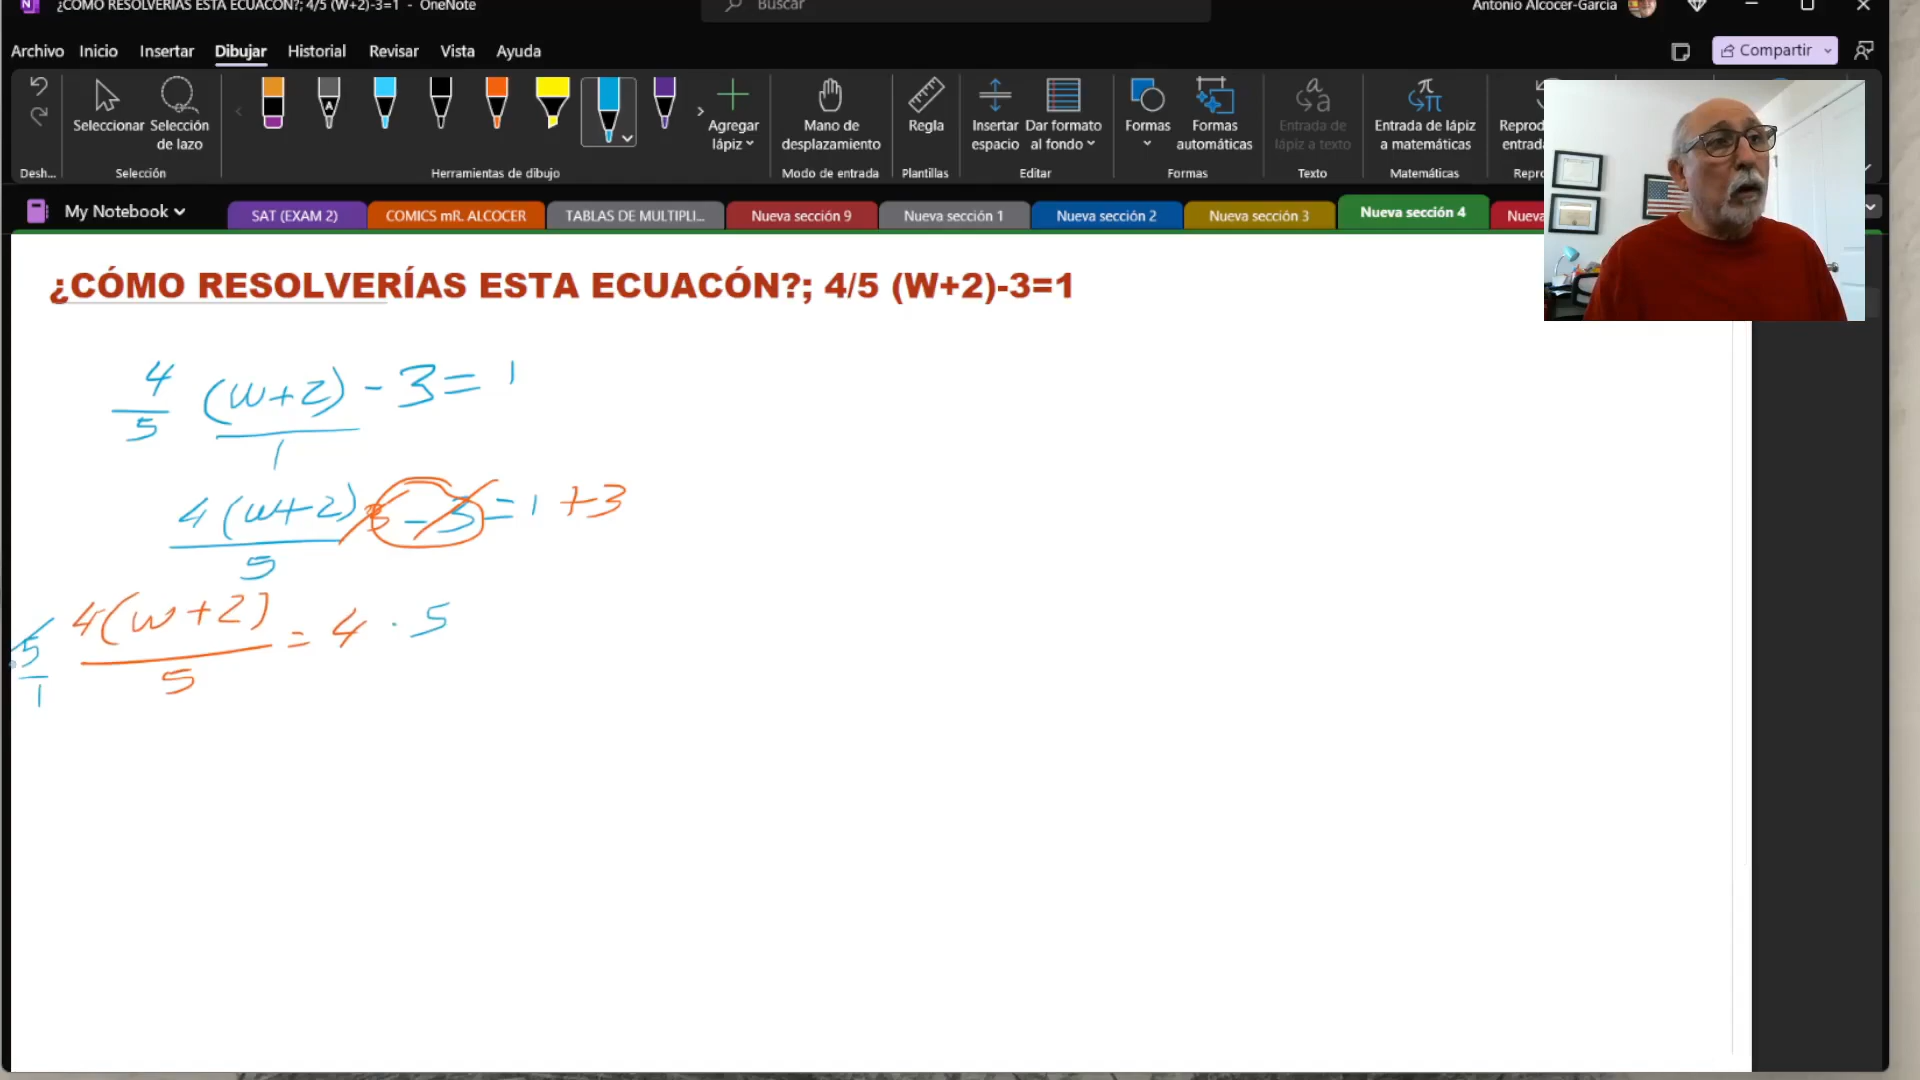 ¿CÓMO RESOLVERÍAS ESTA ECUACÓN?; 4/5 (W+2)-3=1 - OneNote
Buscar
Antonio Alcocer-Garcia
Archivo Inicio Insertar Dibujar Historial Revisar Vista Ayuda
Compartir
Seleccionar
Selección de lazo
Agregar lápiz
Mano de desplazamiento
Regla
Insertar espacio
Dar formato al fondo
Formas
Formas automáticas
Entrada de lápiz a texto
Entrada de lápiz a matemáticas
Desh...
Selección
Herramientas de dibujo
Modo de entrada
Plantillas
Editar
Formas
Texto
Matemáticas
My Notebook
SAT (EXAM 2)
COMICS mR. ALCOCER
TABLAS DE MULTIPLI...
Nueva sección 9
Nueva sección 1
Nueva sección 2
Nueva sección 3
Nueva sección 4
¿CÓMO RESOLVERÍAS ESTA ECUACÓN?; 4/5 (W+2)-3=1
4/5 (w+2)/1 - 3 = 1
4(w+2)/5 - 3 = 1 + 3
5/1 4(w+2)/5 = 4 · 5